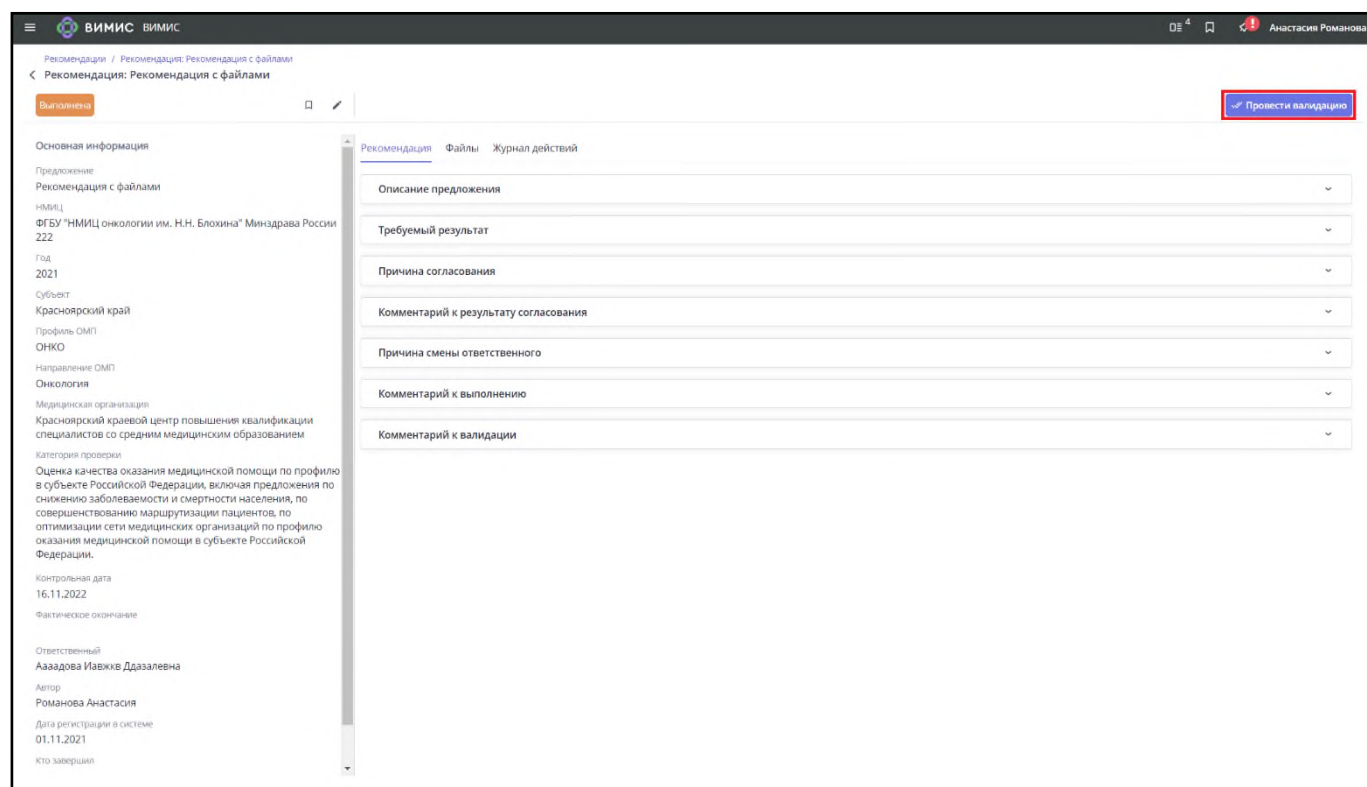 ВИМИС ВИМИС
4
Анастасия Романова
Рекомендации / Рекомендация: Рекомендация с файлами
Рекомендация: Рекомендация с файлами
Выполнена
Провести валидацию
Основная информация
Предложение
Рекомендация с файлами
НМИЦ
ФГБУ "НМИЦ онкологии им. Н.Н. Блохина" Минздрава России
222
Год
2021
Субъект
Красноярский край
Профиль ОМП
ОНКО
Направление ОМП
Онкология
Медицинская организация
Красноярский краевой центр повышения квалификации
специалистов со средним медицинским образованием
Категория проверки
Оценка качества оказания медицинской помощи по профилю
в субъекте Российской Федерации, включая предложения по
снижению заболеваемости и смертности населения, по
совершенствованию маршрутизации пациентов, по
оптимизации сети медицинских организаций по профилю
оказания медицинской помощи в субъекте Российской
Федерации.
Контрольная дата
16.11.2022
Фактическое окончание
Ответственный
Аааадова Иавжкв Ддазалевна
Автор
Романова Анастасия
Дата регистрации в системе
01.11.2021
Кто завершил
Рекомендация Файлы Журнал действий
Описание предложения
Требуемый результат
Причина согласования
Комментарий к результату согласования
Причина смены ответственного
Комментарий к выполнению
Комментарий к валидации